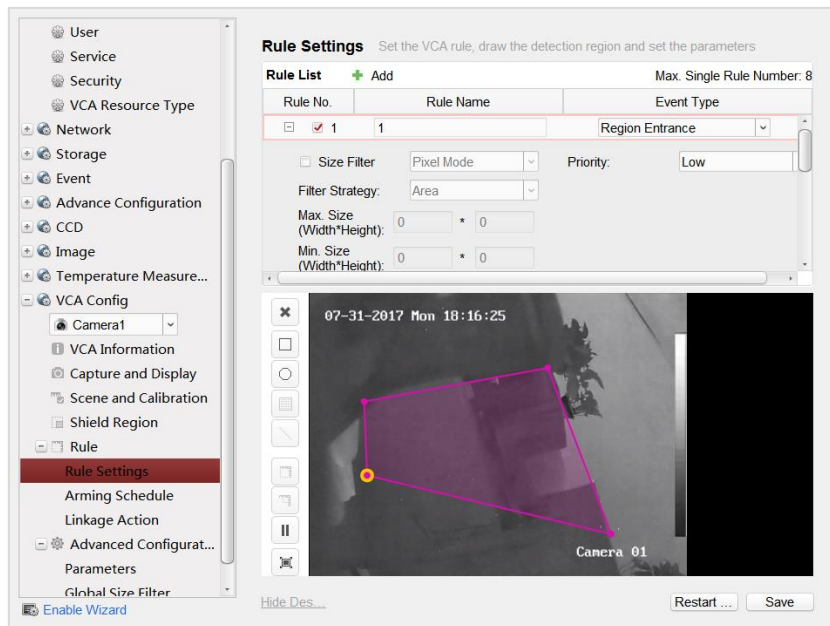 User
Service
Security
VCA Resource Type
Network
Storage
Event
Advance Configuration
CCD
Image
Temperature Measure...
VCA Config
Camera1
VCA Information
Capture and Display
Scene and Calibration
Shield Region
Rule
Rule Settings
Arming Schedule
Linkage Action
Advanced Configurat...
Parameters
Global Size Filter
Enable Wizard
Rule Settings Set the VCA rule, draw the detection region and set the parameters
Rule List Add Max. Single Rule Number: 8
Rule No. Rule Name Event Type
1 1 Region Entrance
Size Filter Pixel Mode Priority: Low
Filter Strategy: Area
Max. Size
(Width*Height): 0 * 0
Min. Size
(Width*Height): 0 * 0
07-31-2017 Mon 18:16:25
Camera 01
Hide Des... Restart ... Save